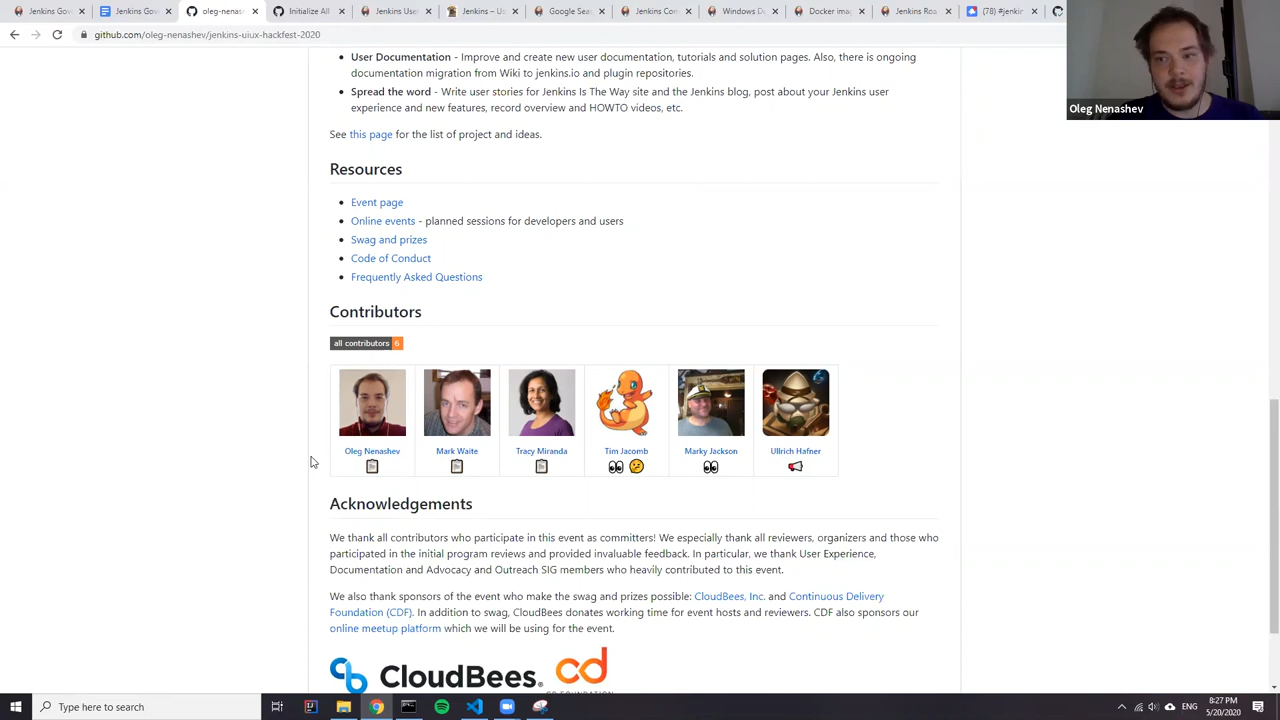 Jenkins Gov
Jenkins Gove
oleg-nenas
Initialize All
Jenkins Use
Jenkins – Us
Google Sea
Jenkins Con
Windows D
Docker ima
Jenkins Roa
(78) #jenkin
github.com/oleg-nenashev/jenkins-uiux-hackfest-2020
Oleg Nenashev
User Documentation - Improve and create new user documentation, tutorials and solution pages. Also, there is ongoing
documentation migration from Wiki to jenkins.io and plugin repositories.
Spread the word - Write user stories for Jenkins Is The Way site and the Jenkins blog, post about your Jenkins user
experience and new features, record overview and HOWTO videos, etc.
See this page for the list of project and ideas.
Resources
Event page
Online events - planned sessions for developers and users
Swag and prizes
Code of Conduct
Frequently Asked Questions
Contributors
all contributors 6
Oleg Nenashev
Mark Waite
Tracy Miranda
Tim Jacomb
Marky Jackson
Ullrich Hafner
Acknowledgements
We thank all contributors who participate in this event as committers! We especially thank all reviewers, organizers and those who
participated in the initial program reviews and provided invaluable feedback. In particular, we thank User Experience,
Documentation and Advocacy and Outreach SIG members who heavily contributed to this event.
We also thank sponsors of the event who make the swag and prizes possible: CloudBees, Inc. and Continuous Delivery
Foundation (CDF). In addition to swag, CloudBees donates working time for event hosts and reviewers. CDF also sponsors our
online meetup platform which we will be using for the event.
CloudBees®
cd
Type here to search
ENG
8:27 PM
5/20/2020